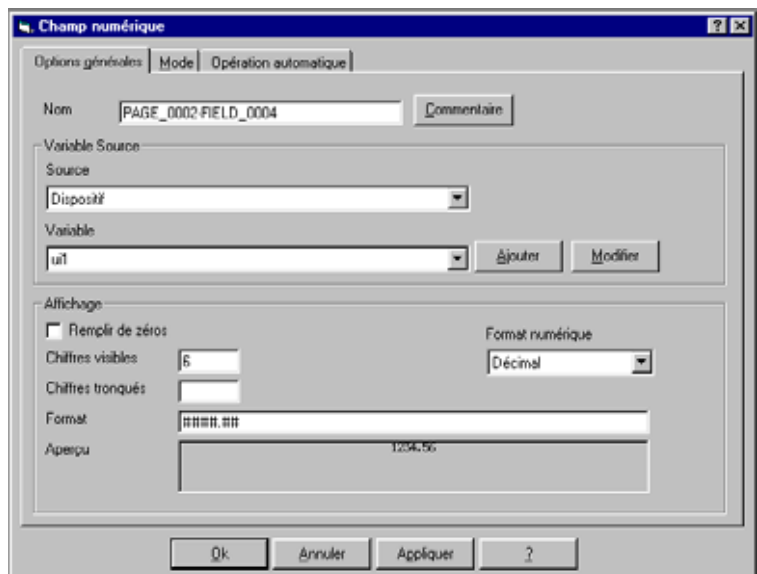 Champ numérique
Options générales Mode Opération automatique
Nom PAGE_0002-FIELD_0004 Commentaire
Variable Source
Source
Dispositif
Variable
ui1 Ajouter Modifier
Affichage
Remplir de zéros Format numérique
Chiffres visibles 6 Décimal
Chiffres tronqués
Format ####.##
Aperçu 1234.56
Ok Annuler Appliquer ?